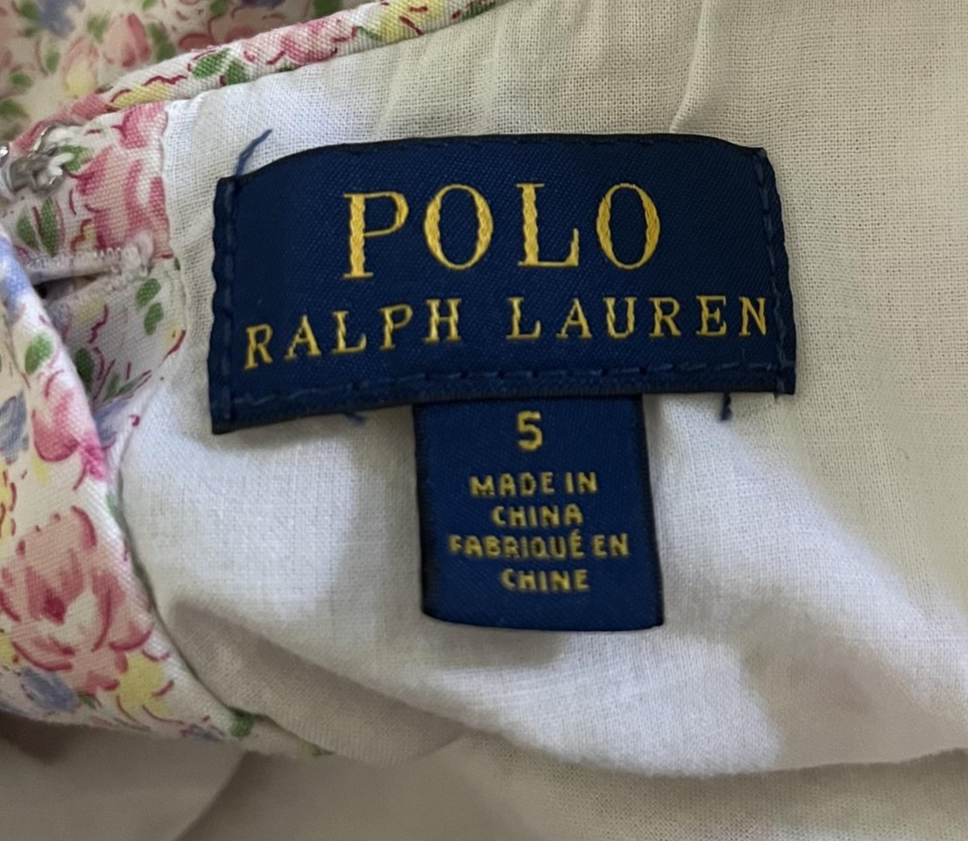 POLO
RALPH LAUREN
5
MADE IN
CHINA
FABRIQUÉ EN
CHINE